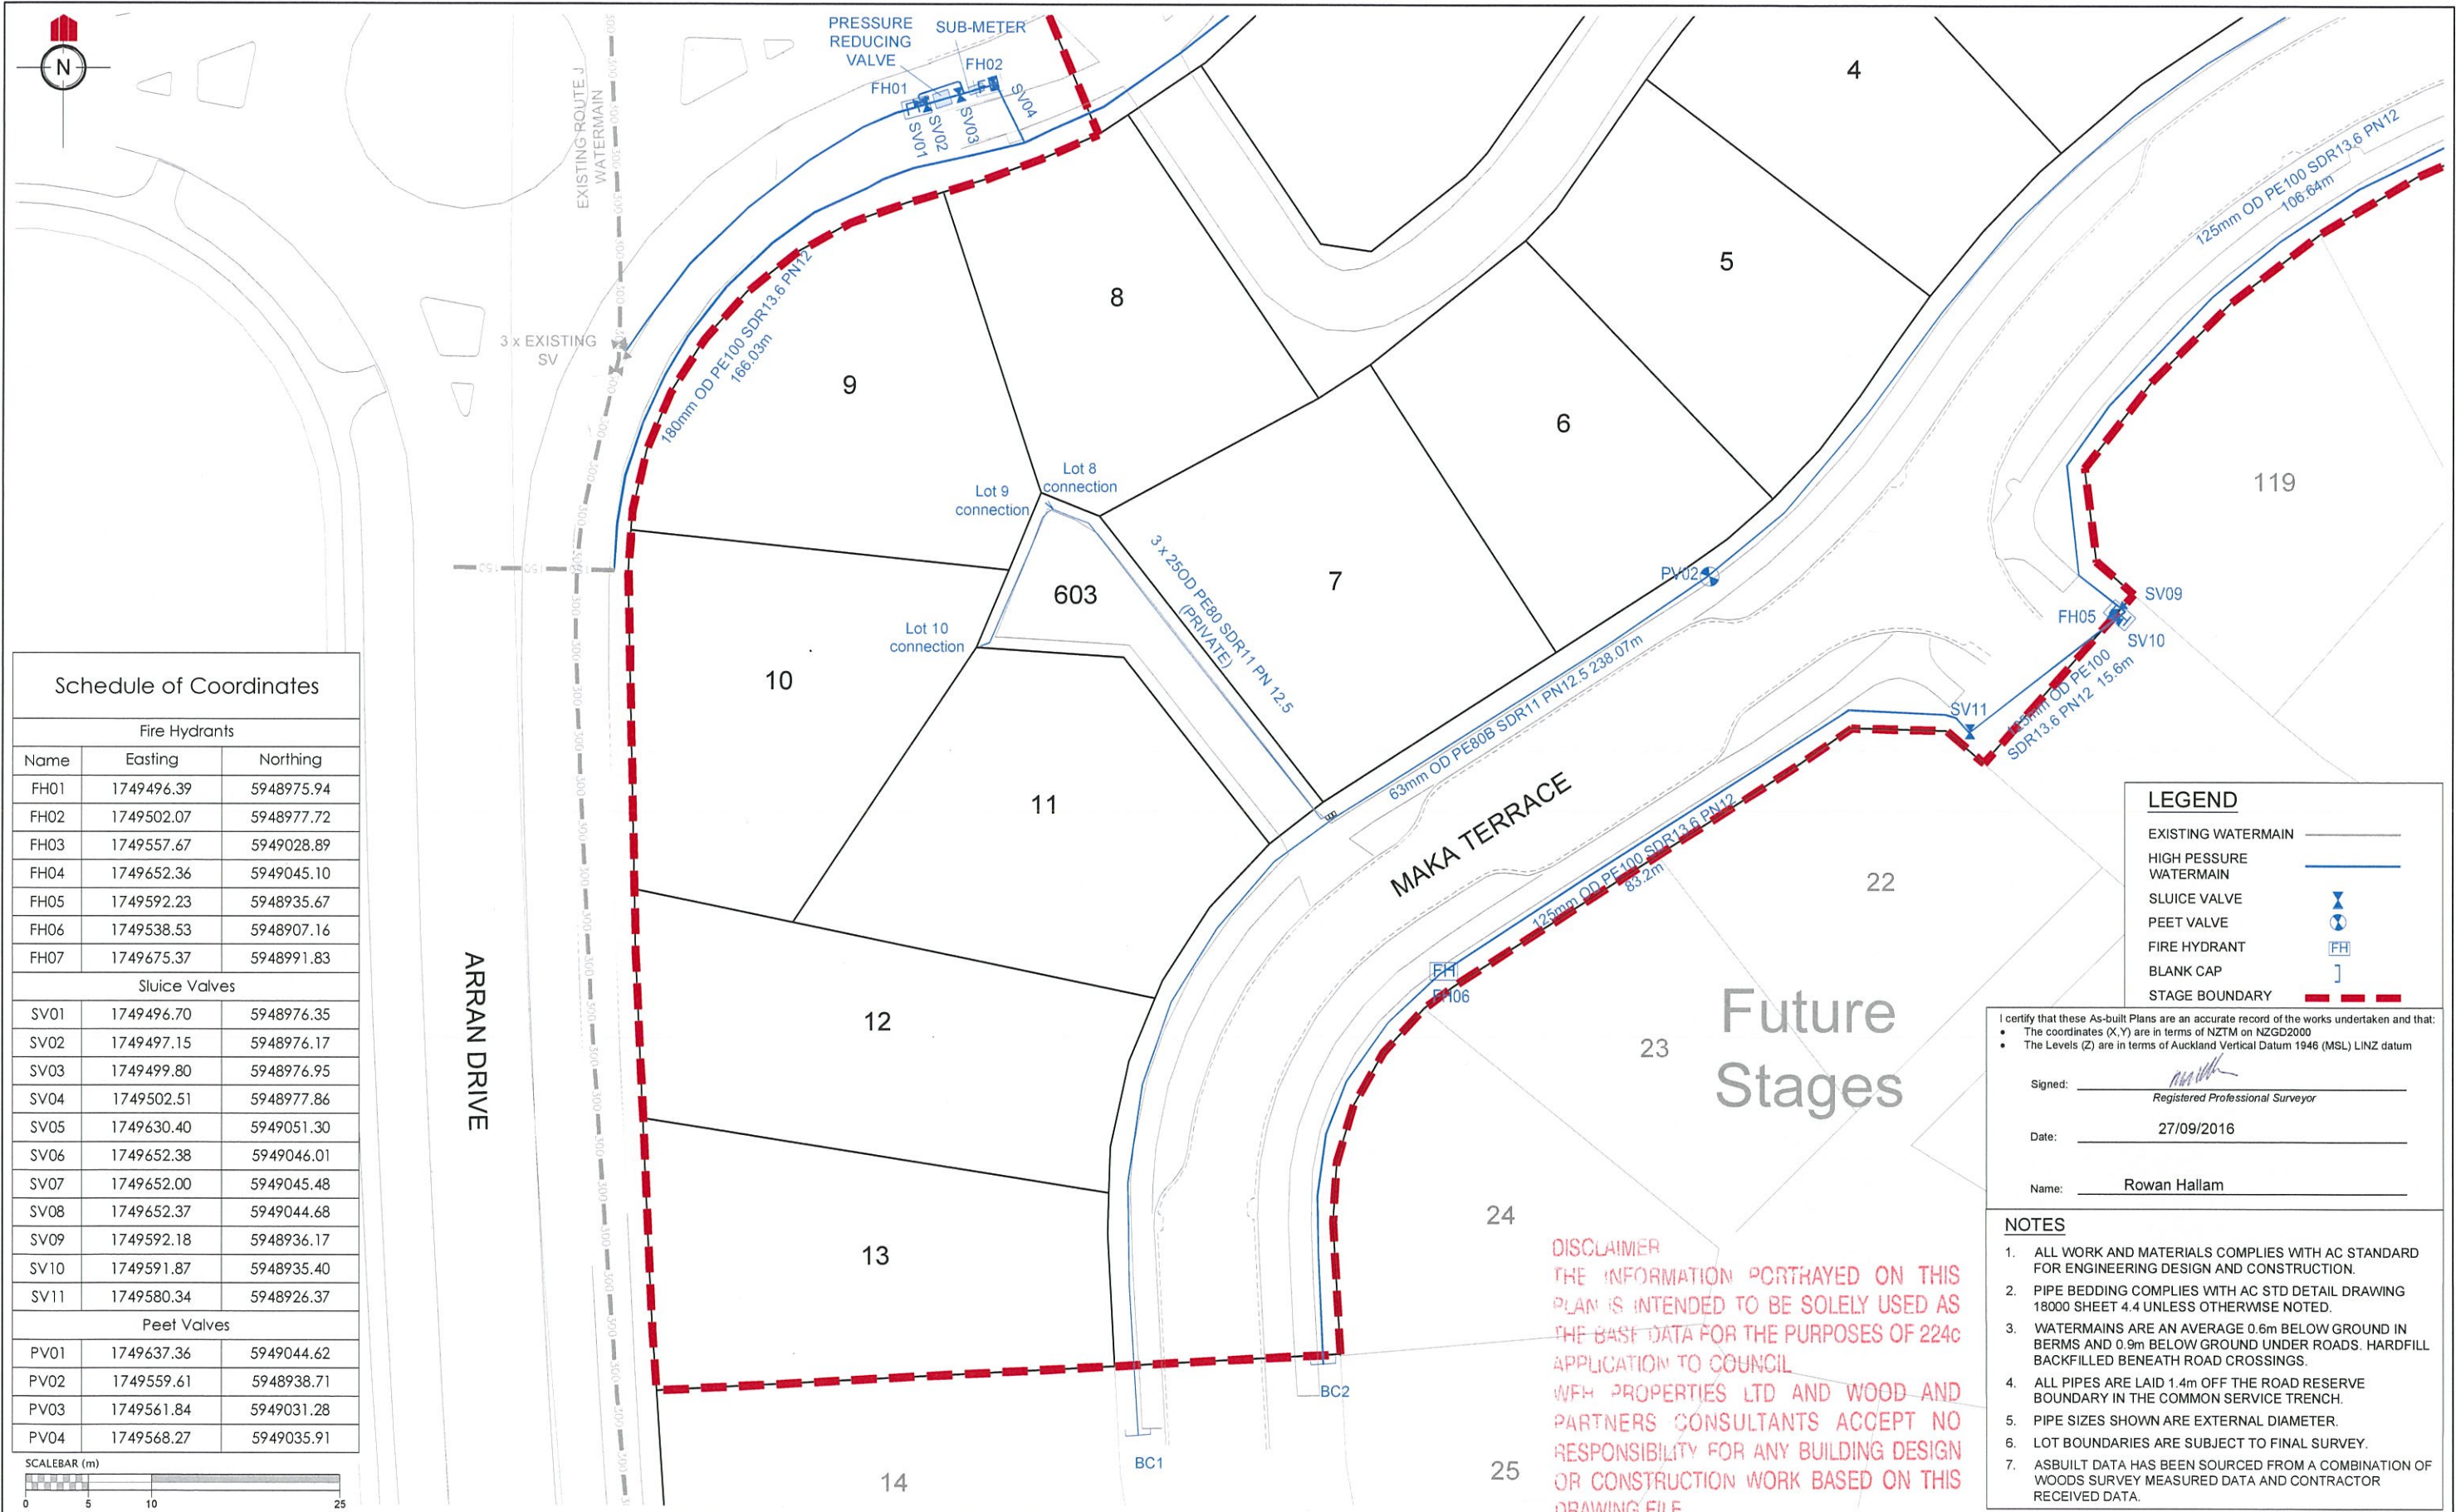 N
PRESSURE
REDUCING
VALVE
SUB-METER
FH02
FH01
SV01
SV02
SV03
SV04
EXISTING ROUTE J
WATERMAIN
3 x EXISTING
SV
180mm OD PE100 SDR13.6 PN12
166.03m
4
5
6
7
8
9
10
11
12
13
14
603
119
22
23
24
25
125mm OD PE100 SDR13.6 PN12
106.64m
Lot 8
connection
Lot 9
connection
Lot 10
connection
3 x 25OD PE80 SDR11 PN 12.5
(PRIVATE)
PV02
63mm OD PE80B SDR11 PN12.5 238.07m
SV09
FH05
SV10
SV11
125mm OD PE100
SDR13.6 PN12 15.6m
125mm OD PE100 SDR13.6 PN12
83.2m
MAKA TERRACE
ARRAN DRIVE
FH
FH06
Future
Stages
BC1
BC2
Schedule of Coordinates
Fire Hydrants
Name Easting Northing
FH01 1749496.39 5948975.94
FH02 1749502.07 5948977.72
FH03 1749557.67 5949028.89
FH04 1749652.36 5949045.10
FH05 1749592.23 5948935.67
FH06 1749538.53 5948907.16
FH07 1749675.37 5948991.83
Sluice Valves
SV01 1749496.70 5948976.35
SV02 1749497.15 5948976.17
SV03 1749499.80 5948976.95
SV04 1749502.51 5948977.86
SV05 1749630.40 5949051.30
SV06 1749652.38 5949046.01
SV07 1749652.00 5949045.48
SV08 1749652.37 5949044.68
SV09 1749592.18 5948936.17
SV10 1749591.87 5948935.40
SV11 1749580.34 5948926.37
Peet Valves
PV01 1749637.36 5949044.62
PV02 1749559.61 5948938.71
PV03 1749561.84 5949031.28
PV04 1749568.27 5949035.91
SCALEBAR (m)
0 5 10 25
LEGEND
EXISTING WATERMAIN
HIGH PESSURE
WATERMAIN
SLUICE VALVE
PEET VALVE
FIRE HYDRANT FH
BLANK CAP
STAGE BOUNDARY
I certify that these As-built Plans are an accurate record of the works undertaken and that:
• The coordinates (X,Y) are in terms of NZTM on NZGD2000
• The Levels (Z) are in terms of Auckland Vertical Datum 1946 (MSL) LINZ datum
Signed:
Registered Professional Surveyor
Date: 27/09/2016
Name: Rowan Hallam
NOTES
1. ALL WORK AND MATERIALS COMPLIES WITH AC STANDARD
FOR ENGINEERING DESIGN AND CONSTRUCTION.
2. PIPE BEDDING COMPLIES WITH AC STD DETAIL DRAWING
18000 SHEET 4.4 UNLESS OTHERWISE NOTED.
3. WATERMAINS ARE AN AVERAGE 0.6m BELOW GROUND IN
BERMS AND 0.9m BELOW GROUND UNDER ROADS. HARDFILL
BACKFILLED BENEATH ROAD CROSSINGS.
4. ALL PIPES ARE LAID 1.4m OFF THE ROAD RESERVE
BOUNDARY IN THE COMMON SERVICE TRENCH.
5. PIPE SIZES SHOWN ARE EXTERNAL DIAMETER.
6. LOT BOUNDARIES ARE SUBJECT TO FINAL SURVEY.
7. ASBUILT DATA HAS BEEN SOURCED FROM A COMBINATION OF
WOODS SURVEY MEASURED DATA AND CONTRACTOR
RECEIVED DATA.
DISCLAIMER
THE INFORMATION PORTRAYED ON THIS
PLAN IS INTENDED TO BE SOLELY USED AS
THE BASE DATA FOR THE PURPOSES OF 224c
APPLICATION TO COUNCIL
WFH PROPERTIES LTD AND WOOD AND
PARTNERS CONSULTANTS ACCEPT NO
RESPONSIBILITY FOR ANY BUILDING DESIGN
OR CONSTRUCTION WORK BASED ON THIS
DRAWING FILE